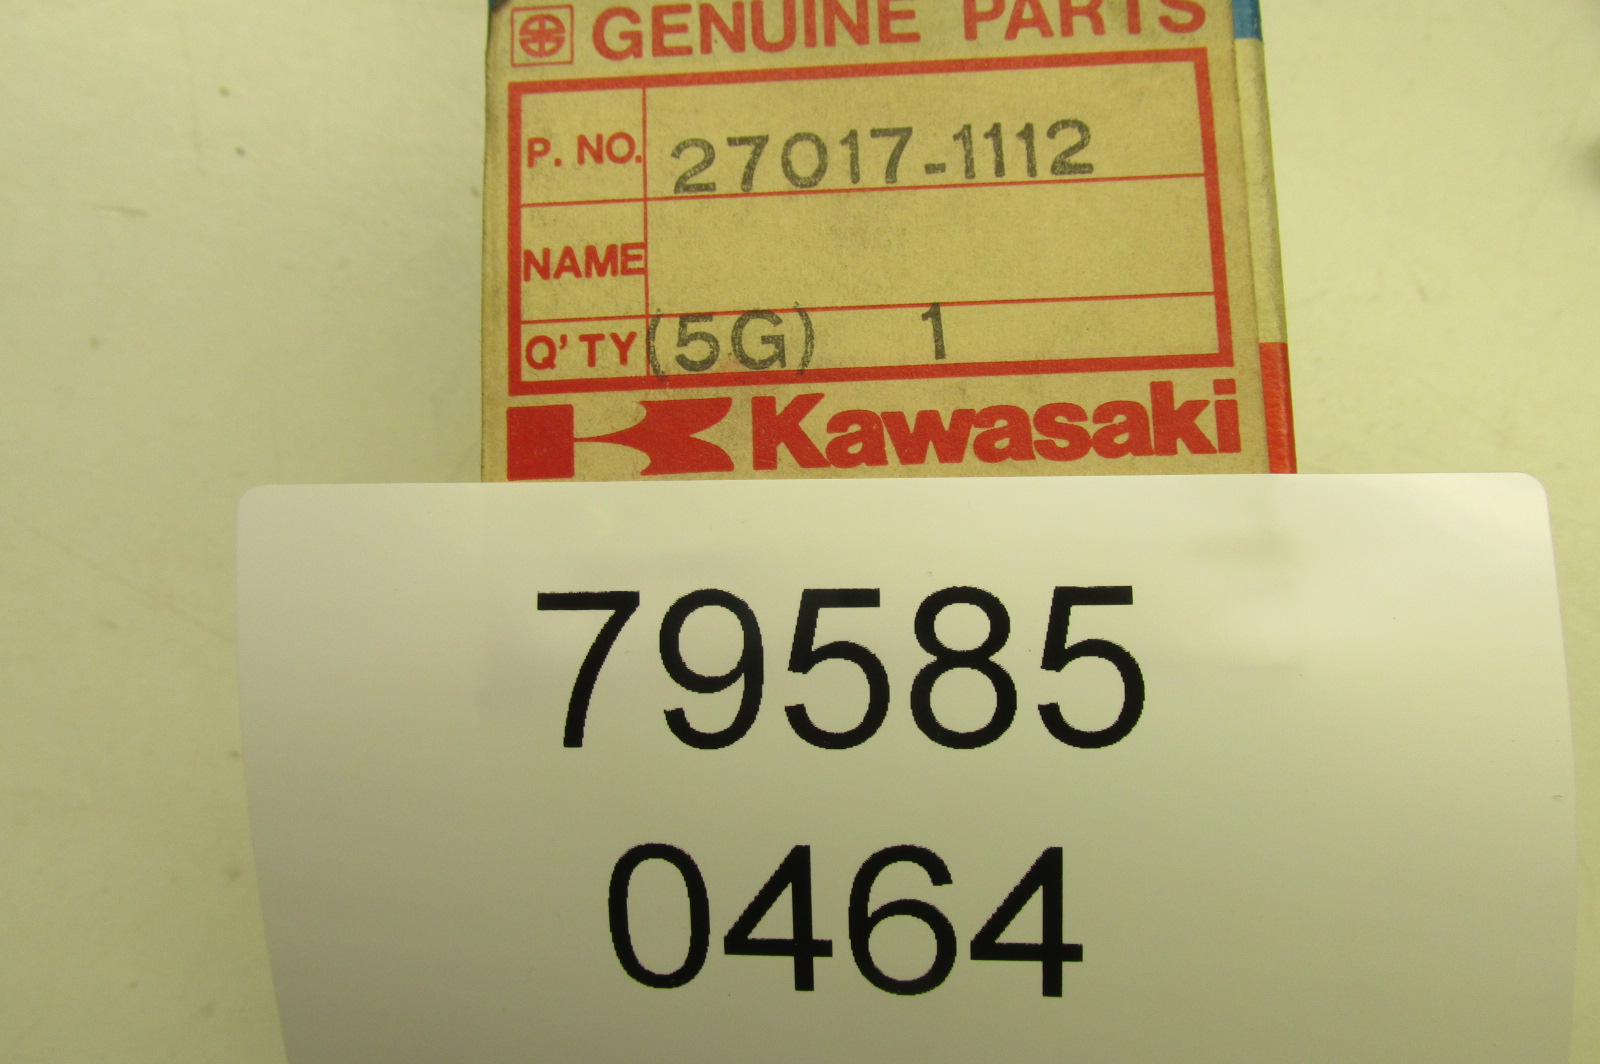 GENUINE PARTS
P. NO. 27017-1112
NAME
Q'TY (5G) 1
Kawasaki
79585
0464